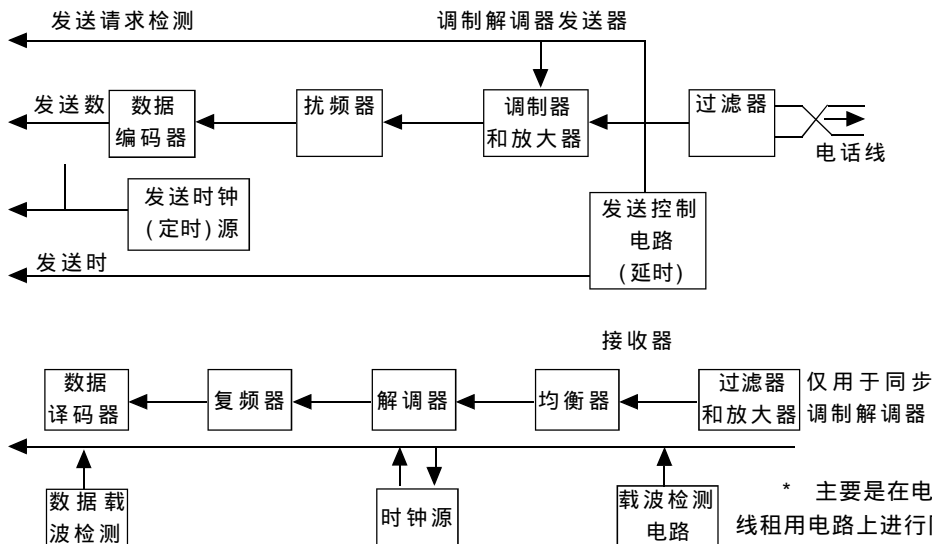 发送请求检测
调制解调器发送器
发送数
数据
编码器
扰频器
调制器
和放大器
过滤器
电话线
发送时钟
(定时)源
发送控制
电路
(延时)
发送时
接收器
数据
译码器
复频器
解调器
均衡器
过滤器
和放大器
仅用于同步
调制解调器
数据载
波检测
时钟源
载波检测
电路
* 主要是在电
线租用电路上进行